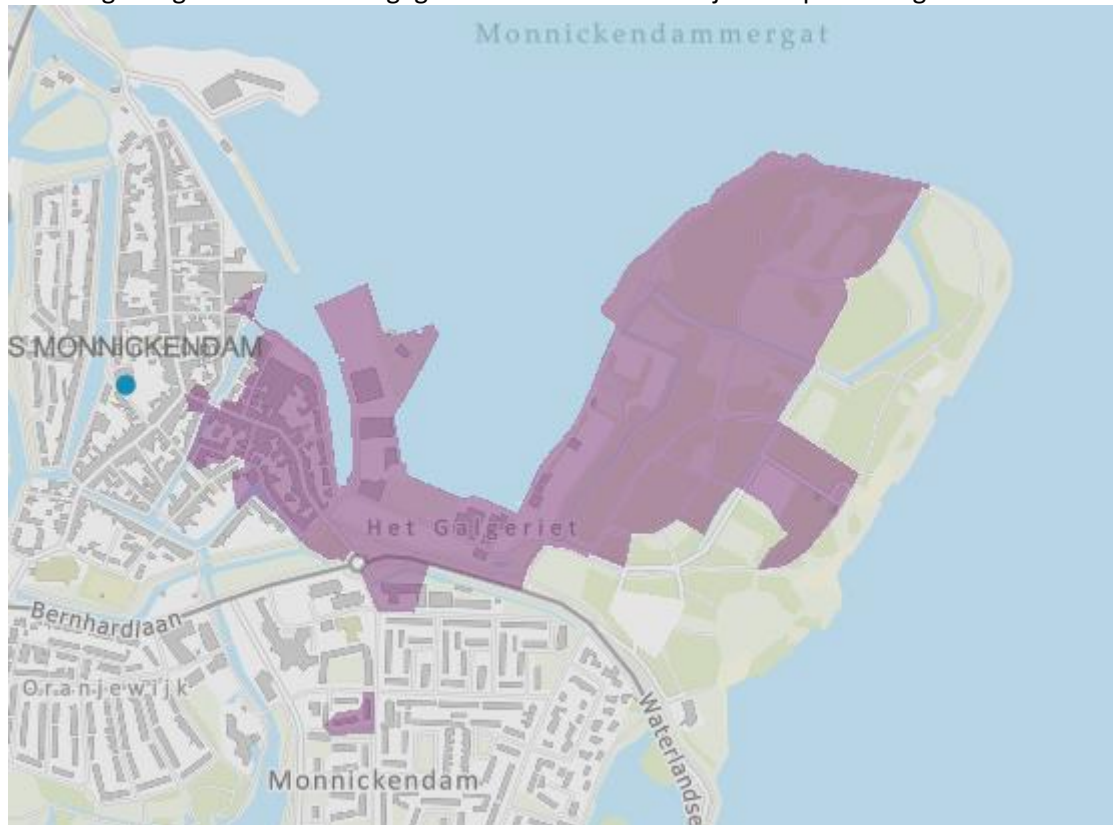 Monnickendammergat
S MONNICKENDAM
Het Galgeriet
Bernhardlaan
Oranjewijk
Waterlandse
Monnickendam